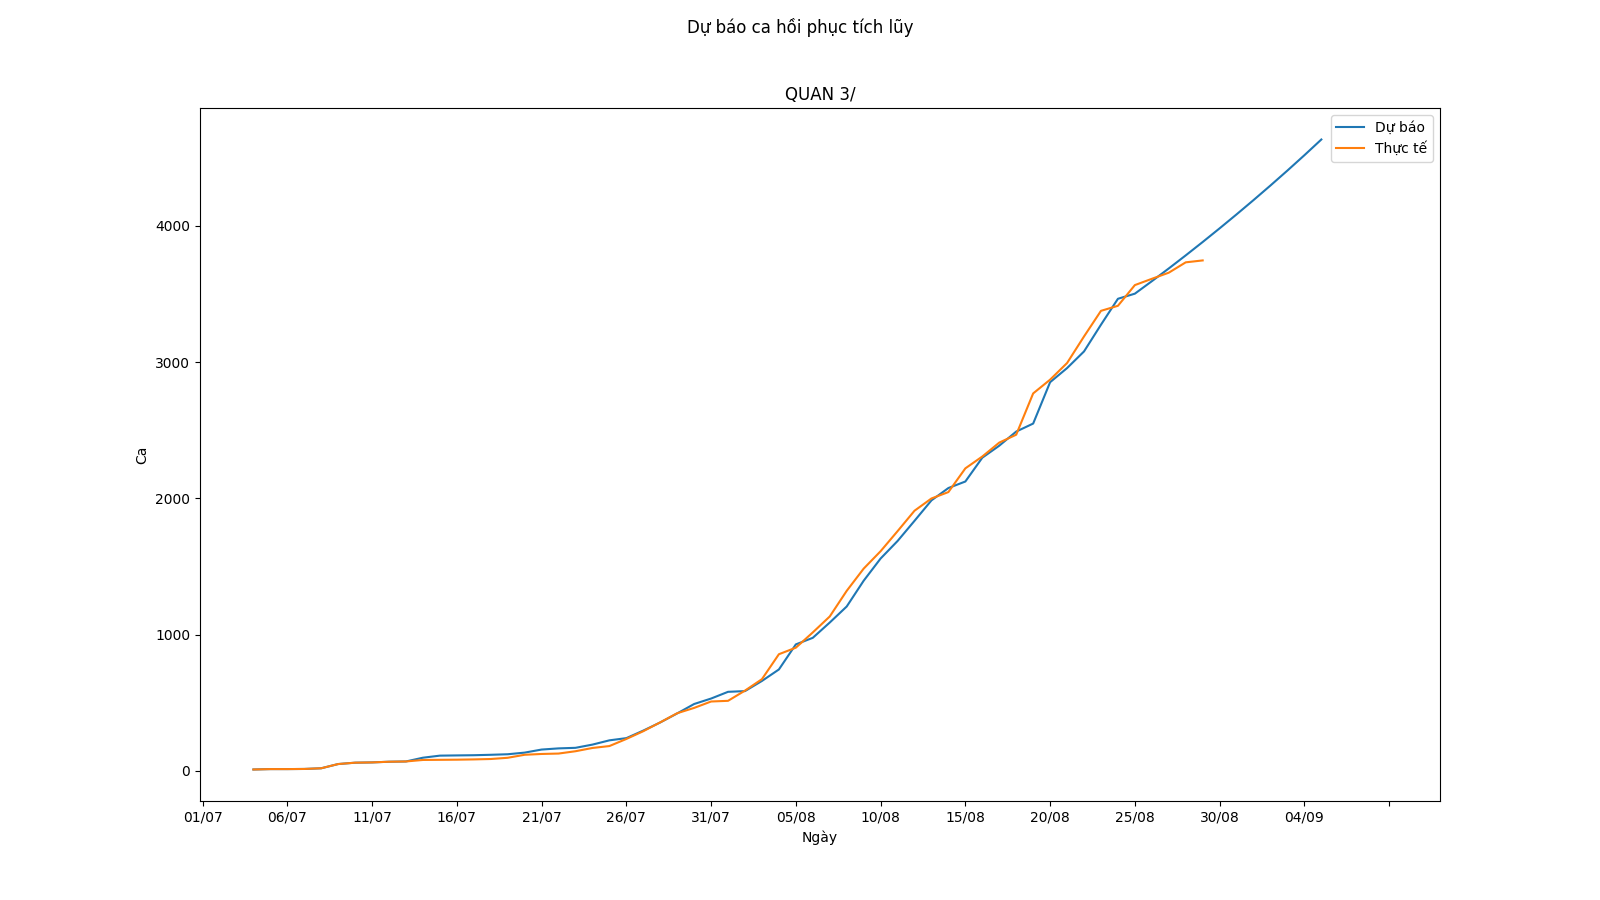 Dự báo ca hồi phục tích lũy
QUAN 3/
Dự báo
Thực tế
4000
3000
2000
1000
0
Ca
01/07 06/07 11/07 16/07 21/07 26/07 31/07 05/08 10/08 15/08 20/08 25/08 30/08 04/09
Ngày